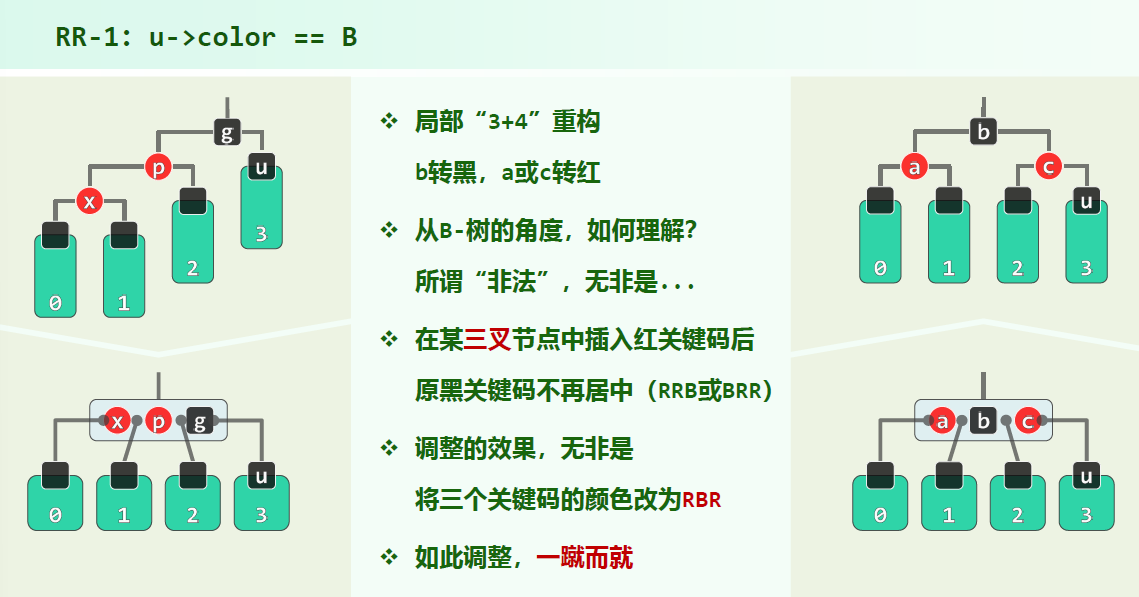 RR-1: u->color == B
g
p
u
x
3
2
0
1
x p g
u
0 1 2 3
❖ 局部“3+4”重构
b转黑，a或c转红
❖ 从B-树的角度，如何理解？
所谓“非法”，无非是...
❖ 在某三叉节点中插入红关键码后
原黑关键码不再居中（RRB或BRR）
❖ 调整的效果，无非是
将三个关键码的颜色改为RBR
❖ 如此调整，一蹴而就
b
a c
u
0 1 2 3
a b c
u
0 1 2 3